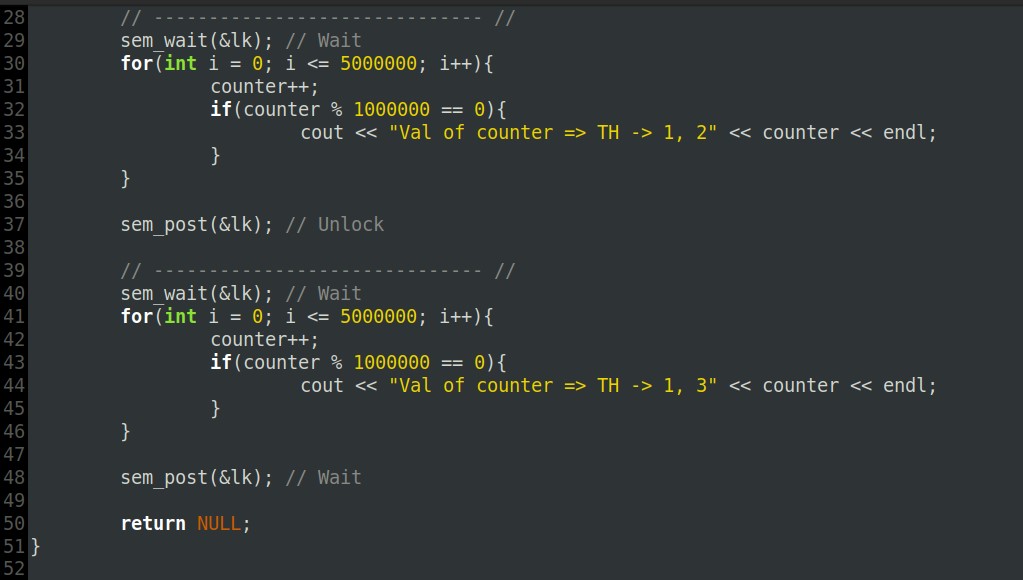 28 // ------------------------------ //
29 sem_wait(&lk); // Wait
30 for(int i = 0; i <= 5000000; i++){
31 counter++;
32 if(counter % 1000000 == 0){
33 cout << "Val of counter => TH -> 1, 2" << counter << endl;
34 }
35 }
36
37 sem_post(&lk); // Unlock
38
39 // ------------------------------ //
40 sem_wait(&lk); // Wait
41 for(int i = 0; i <= 5000000; i++){
42 counter++;
43 if(counter % 1000000 == 0){
44 cout << "Val of counter => TH -> 1, 3" << counter << endl;
45 }
46 }
47
48 sem_post(&lk); // Wait
49
50 return NULL;
51 }
52